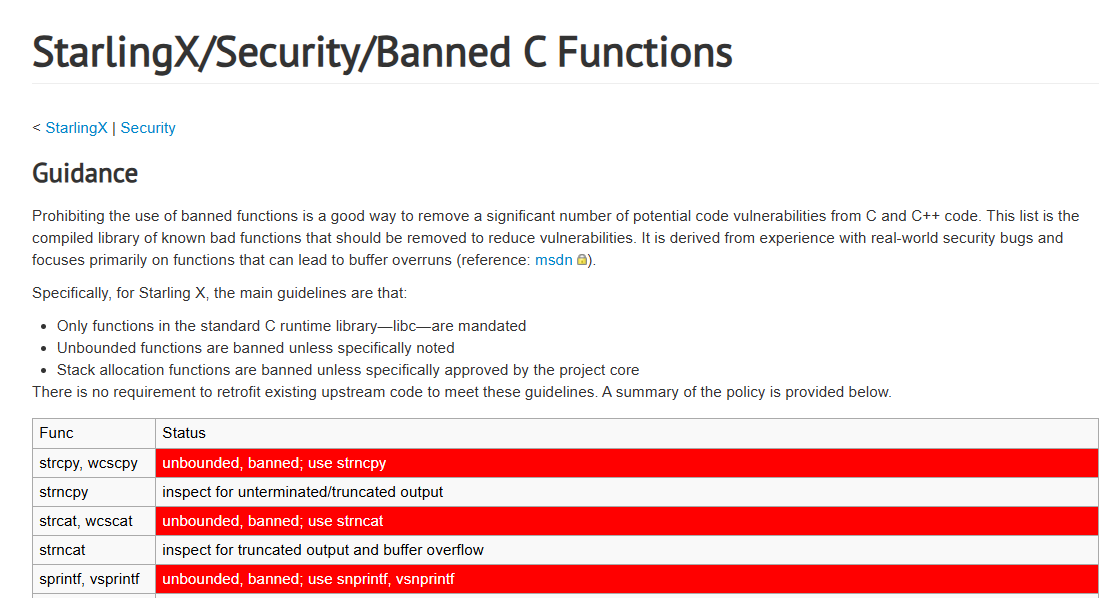 StarlingX/Security/Banned C Functions
< StarlingX | Security
Guidance
Prohibiting the use of banned functions is a good way to remove a significant number of potential code vulnerabilities from C and C++ code. This list is the
compiled library of known bad functions that should be removed to reduce vulnerabilities. It is derived from experience with real-world security bugs and
focuses primarily on functions that can lead to buffer overruns (reference: msdn).
Specifically, for Starling X, the main guidelines are that:
• Only functions in the standard C runtime library—libc—are mandated
• Unbounded functions are banned unless specifically noted
• Stack allocation functions are banned unless specifically approved by the project core
There is no requirement to retrofit existing upstream code to meet these guidelines. A summary of the policy is provided below.
Func Status
strcpy, wcscpy unbounded, banned; use strncpy
strncpy inspect for unterminated/truncated output
strcat, wcscat unbounded, banned; use strncat
strncat inspect for truncated output and buffer overflow
sprintf, vsprintf unbounded, banned; use snprintf, vsnprintf